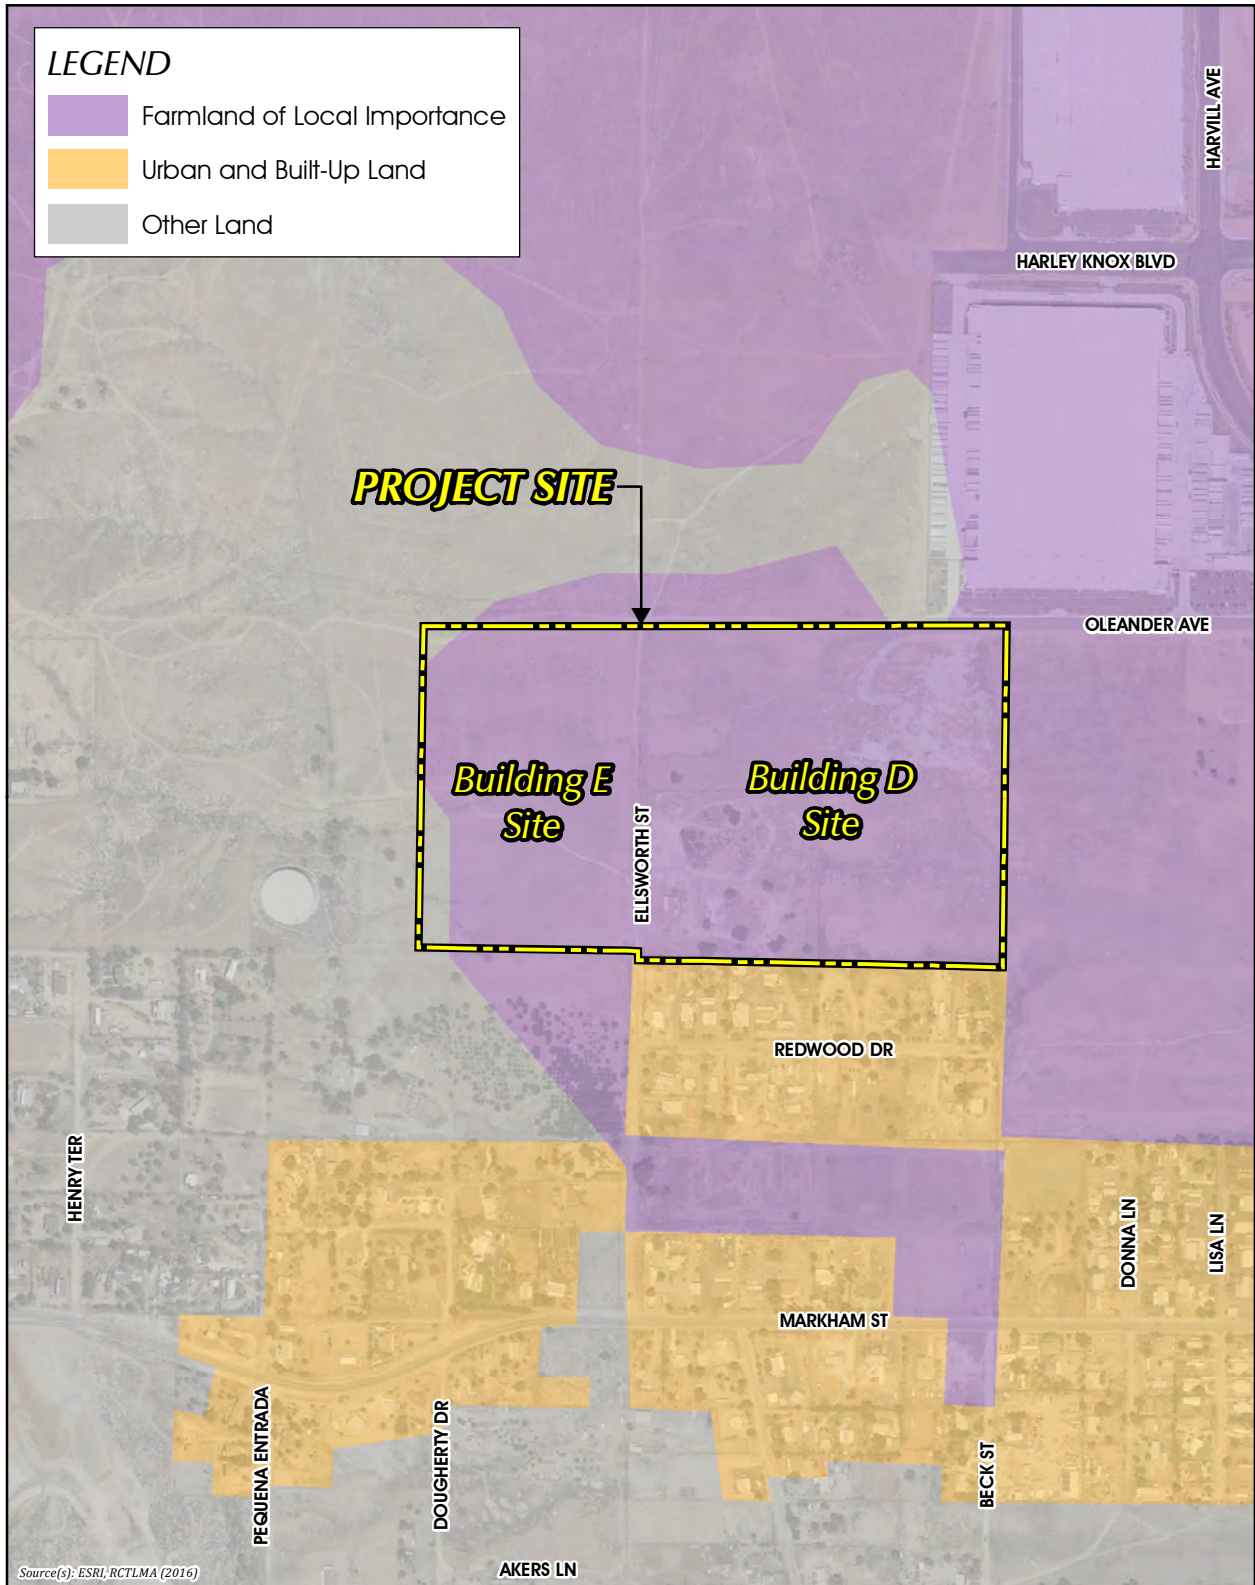 LEGEND
Farmland of Local Importance
Urban and Built-Up Land
Other Land
HARVILL AVE
HARLEY KNOX BLVD
PROJECT SITE
OLEANDER AVE
Building E
Site
Building D
Site
ELLSWORTH ST
REDWOOD DR
HENRY TER
DONNA LN
LISA LN
MARKHAM ST
PEQUENA ENTRADA
DOUGHERTY DR
BECK ST
AKERS LN
Source(s): ESRI, RCTLMA (2016)